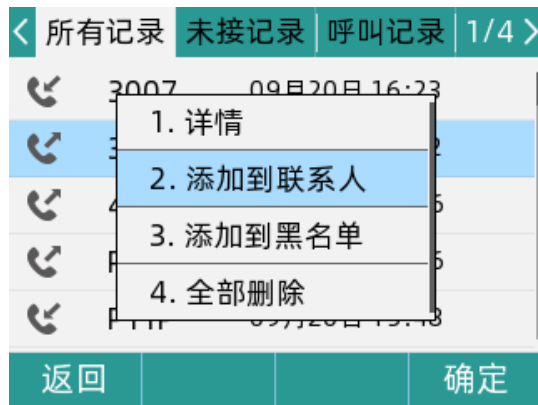 所有记录 未接记录 呼叫记录 1/4
3007 09月20日 16:23
1. 详情
2. 添加到联系人
3. 添加到黑名单
4. 全部删除
返回 确定